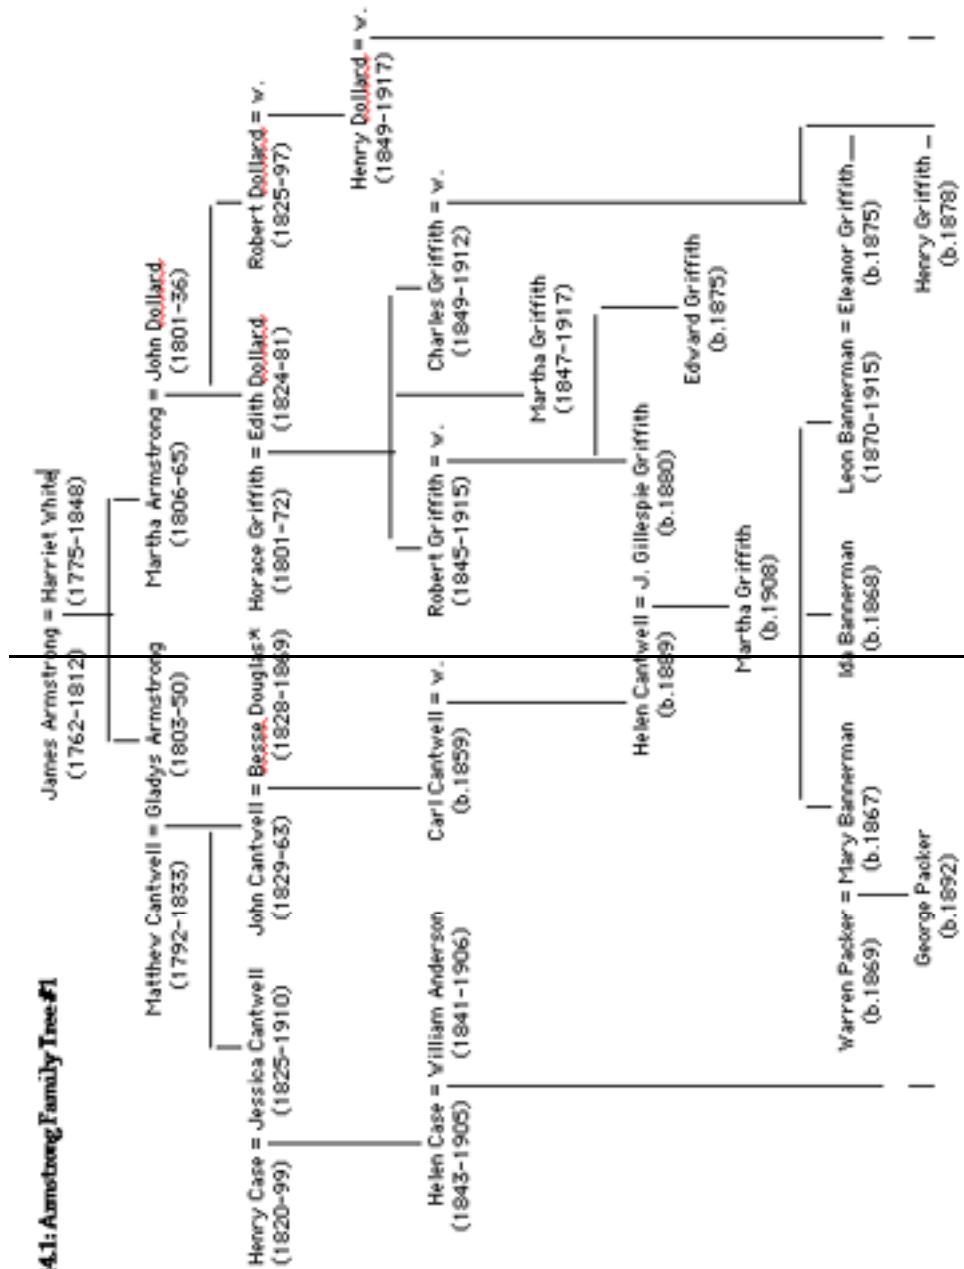 4.1: Armstrong Family Tree #1
James Armstrong = Harriet White
(1762-1812) (1775-1848)
Matthew Cantwell = Gladys Armstrong Martha Armstrong = John Dollard
(1792-1833) (1803-50) (1806-65) (1801-36)
Henry Case = Jessica Cantwell John Cantwell = Besse Douglas* Horace Griffith = Edith Dollard Robert Dollard = w.
(1820-99) (1825-1910) (1829-63) (1828-1869) (1801-72) (1824-81) (1825-97)
Henry Dollard = w.
(1849-1917)
Helen Case = William Anderson Carl Cantwell = w. Robert Griffith = w. Charles Griffith = w.
(1843-1905) (1841-1906) (b.1859) (1845-1915) (1849-1912)
Martha Griffith
(1847-1917)
Helen Cantwell = J. Gillespie Griffith
(b.1889) (b.1880)
Edward Griffith
(b.1875)
Martha Griffith
(b.1908)
Warren Packer = Mary Bannerman Ida Bannerman Leon Bannerman = Eleanor Griffith
(b.1869) (b.1867) (b.1868) (1870-1915) (b.1875)
George Packer Henry Griffith
(b.1892) (b.1878)